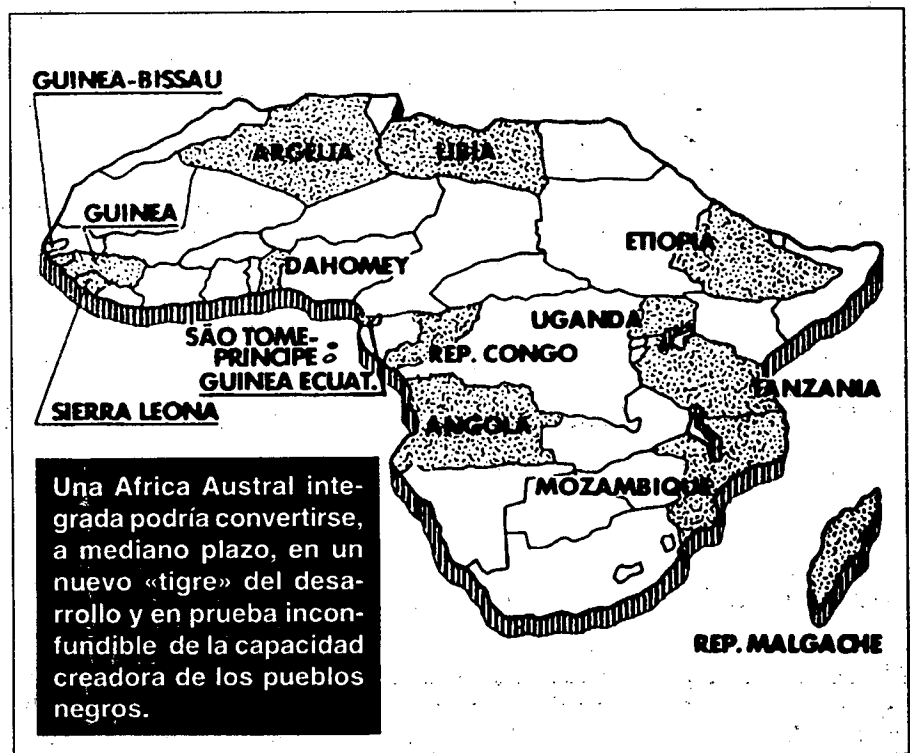 GUINEA-BISSAU
ARGELIA
LIBIA
GUINEA
DAHOMEY
ETIOPIA
UGANDA
SÃO TOME-
PRINCIPE
REP. CONGO
GUINEA ECUAT.
TANZANIA
SIERRA LEONA
ANGOLA
MOZAMBIQUE
REP. MALGACHE
Una Africa Austral inte-
grada podría convertirse,
a mediano plazo, en un
nuevo «tigre» del desa-
rrollo y en prueba incon-
fundible de la capacidad
creadora de los pueblos
negros.